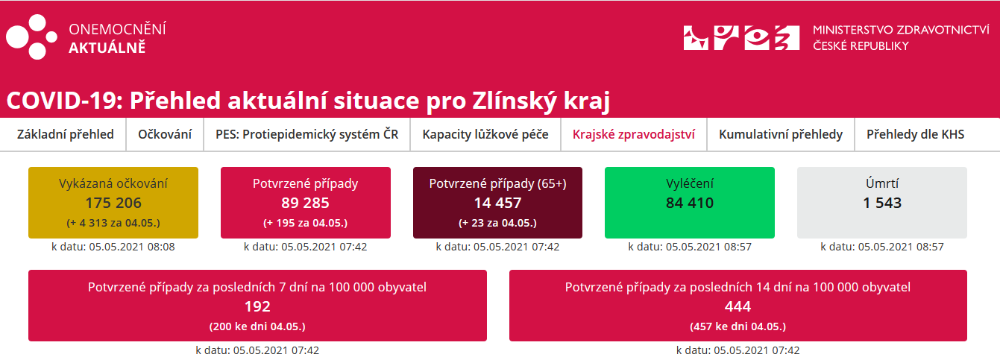 ONEMOCNĚNÍ
AKTUÁLNĚ
MINISTERSTVO ZDRAVOTNICTVÍ
ČESKÉ REPUBLIKY
COVID-19: Přehled aktuální situace pro Zlínský kraj
Základní přehled
Očkování
PES: Protiepidemický systém ČR
Kapacity lůžkové péče
Krajské zpravodajství
Kumulativní přehledy
Přehledy dle KHS
Vykázaná očkování
175 206
(+ 4 313 za 04.05.)
k datu: 05.05.2021 08:08
Potvrzené případy
89 285
(+ 195 za 04.05.)
k datu: 05.05.2021 07:42
Potvrzené případy (65+)
14 457
(+ 23 za 04.05.)
k datu: 05.05.2021 07:42
Vyléčení
84 410
k datu: 05.05.2021 08:57
Úmrtí
1 543
k datu: 05.05.2021 08:57
Potvrzené případy za posledních 7 dní na 100 000 obyvatel
192
(200 ke dni 04.05.)
k datu: 05.05.2021 07:42
Potvrzené případy za posledních 14 dní na 100 000 obyvatel
444
(457 ke dni 04.05.)
k datu: 05.05.2021 07:42